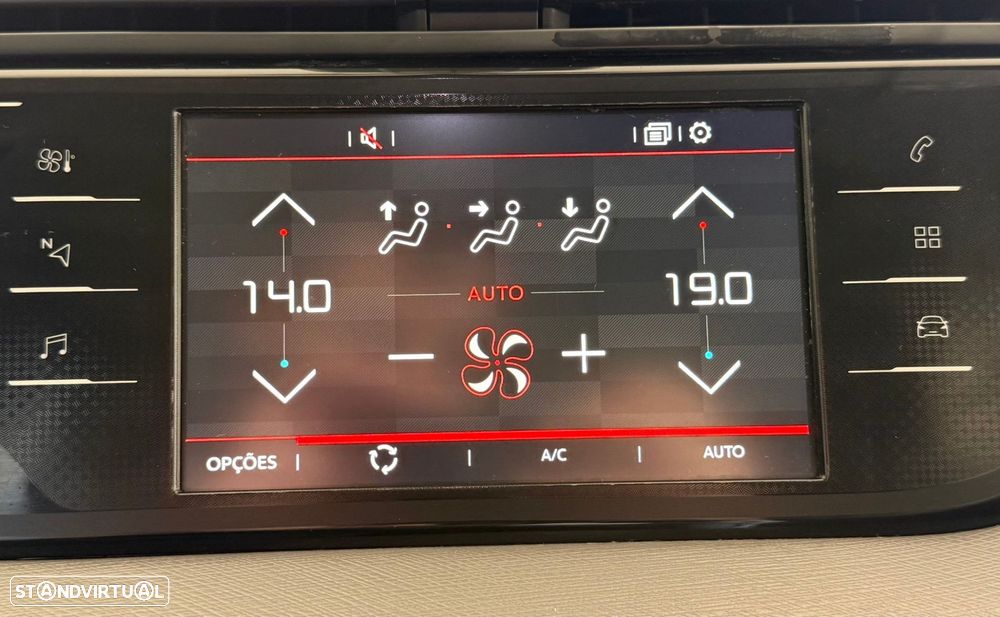 N
14.0
19.0
AUTO
OPÇÕES | | A/C | AUTO
STANDVIRTUAL